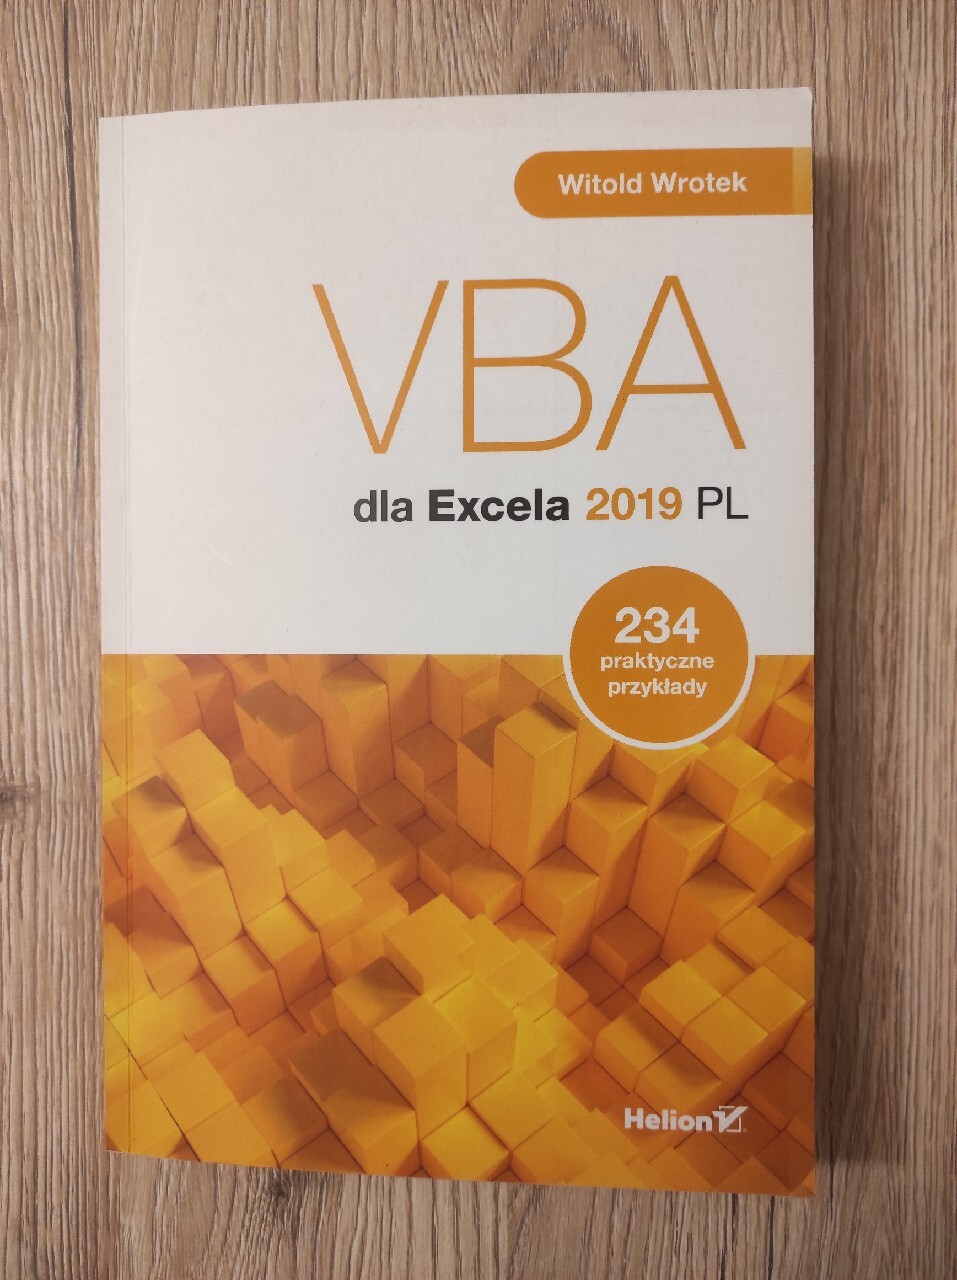 Witold Wrotek
VBA
dla Excela 2019 PL
234
praktyczne
przykłady
Helion